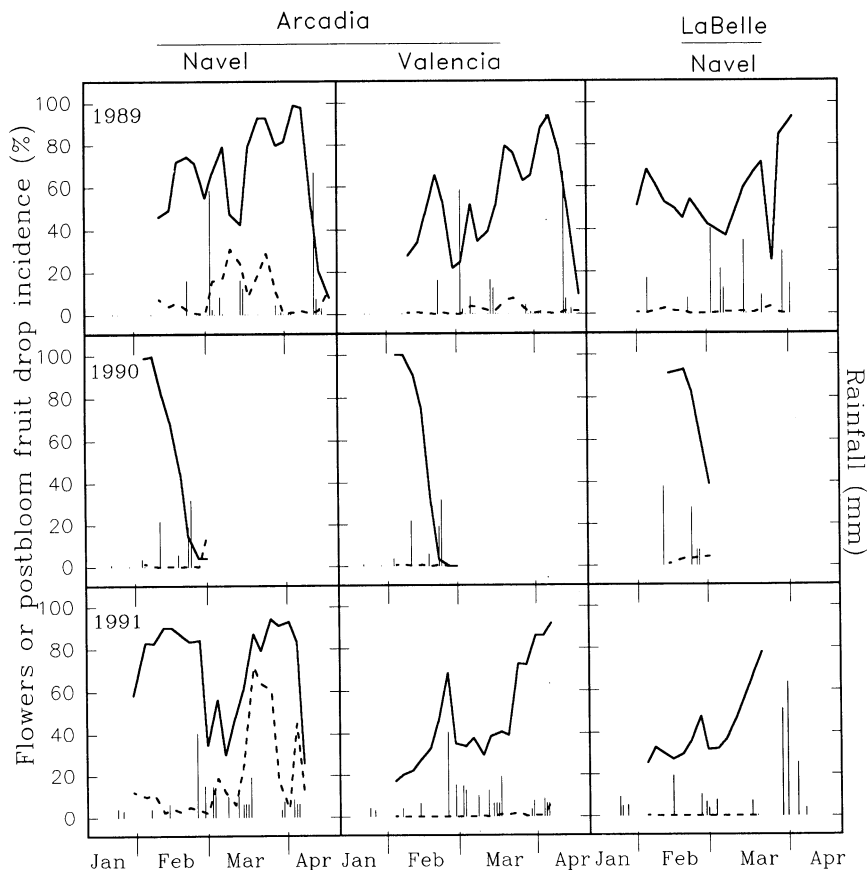 Arcadia
LaBelle
Navel
Valencia
Navel
Flowers or postbloom fruit drop incidence (%)
Rainfall (mm)
1989
100
80
60
40
20
0
1990
100
80
60
40
20
0
1991
100
80
60
40
20
0
Jan Feb Mar Apr Jan Feb Mar Apr Jan Feb Mar Apr